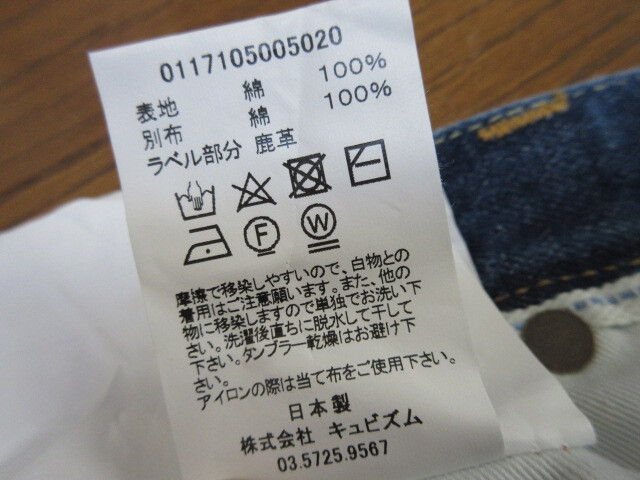 0117105005020
表地 綿 100%
別布 綿 100%
ラベル部分 鹿革
F W
摩擦で移染しやすいので、白物との
着用はご注意願います。また、他の
物に移染しますので単独でお洗い下
さい。洗濯後直ちに脱水して干して
下さい。タンブラー乾燥はお避け下
さい。
アイロンの際は当て布をご使用下さい。
日本製
株式会社 キュビズム
03.5725.9567